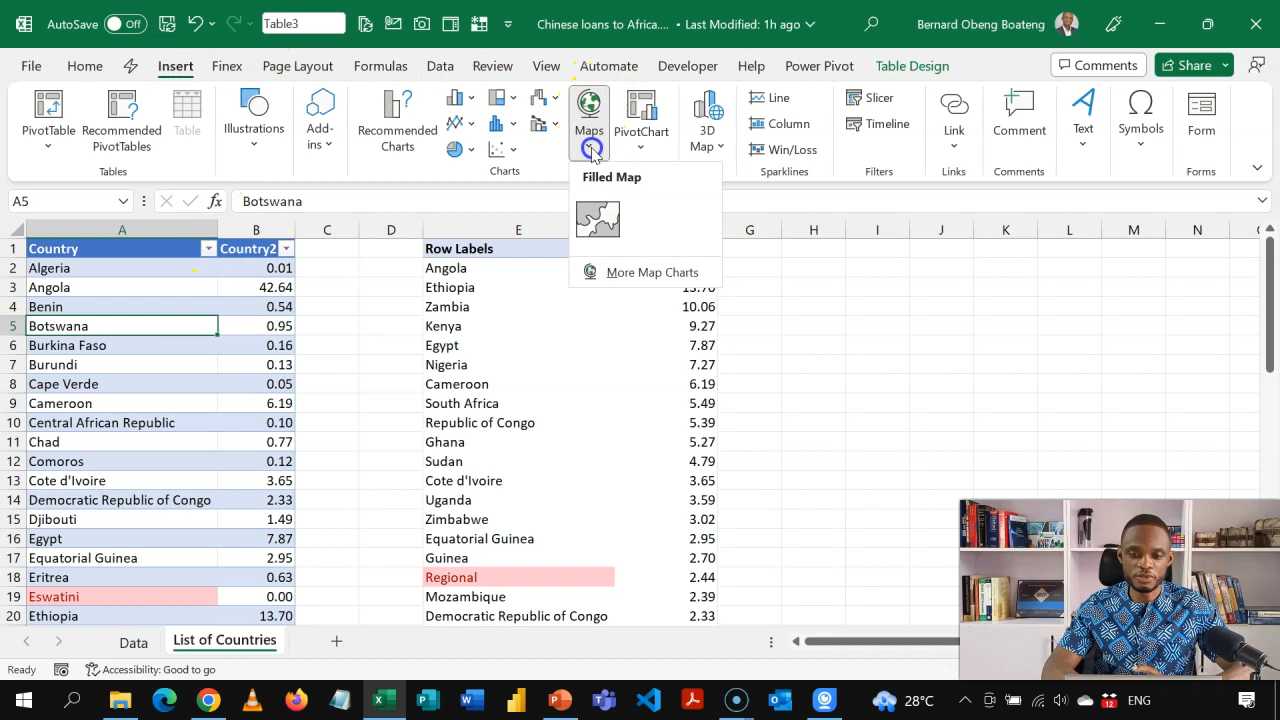 AutoSave Off Table3 Chinese loans to Africa.... • Last Modified: 1h ago Bernard Obeng Boateng
File Home Insert Finex Page Layout Formulas Data Review View Automate Developer Help Power Pivot Table Design Comments Share
PivotTable Recommended PivotTables Table Illustrations Add-ins Recommended Charts Maps PivotChart 3D Map Line Column Win/Loss Slicer Timeline Link Comment Text Symbols Form
Tables Charts Sparklines Filters Links Comments Forms
Filled Map
More Map Charts
A5 fx Botswana
A B C D E G H I J K L M N
1 Country Country2 Row Labels
2 Algeria 0.01 Angola
3 Angola 42.64 Ethiopia 13.70
4 Benin 0.54 Zambia 10.06
5 Botswana 0.95 Kenya 9.27
6 Burkina Faso 0.16 Egypt 7.87
7 Burundi 0.13 Nigeria 7.27
8 Cape Verde 0.05 Cameroon 6.19
9 Cameroon 6.19 South Africa 5.49
10 Central African Republic 0.10 Republic of Congo 5.39
11 Chad 0.77 Ghana 5.27
12 Comoros 0.12 Sudan 4.79
13 Cote d'Ivoire 3.65 Cote d'Ivoire 3.65
14 Democratic Republic of Congo 2.33 Uganda 3.59
15 Djibouti 1.49 Zimbabwe 3.02
16 Egypt 7.87 Equatorial Guinea 2.95
17 Equatorial Guinea 2.95 Guinea 2.70
18 Eritrea 0.63 Regional 2.44
19 Eswatini 0.00 Mozambique 2.39
20 Ethiopia 13.70 Democratic Republic of Congo 2.33
Data List of Countries
Ready Accessibility: Good to go
28°C 12 ENG